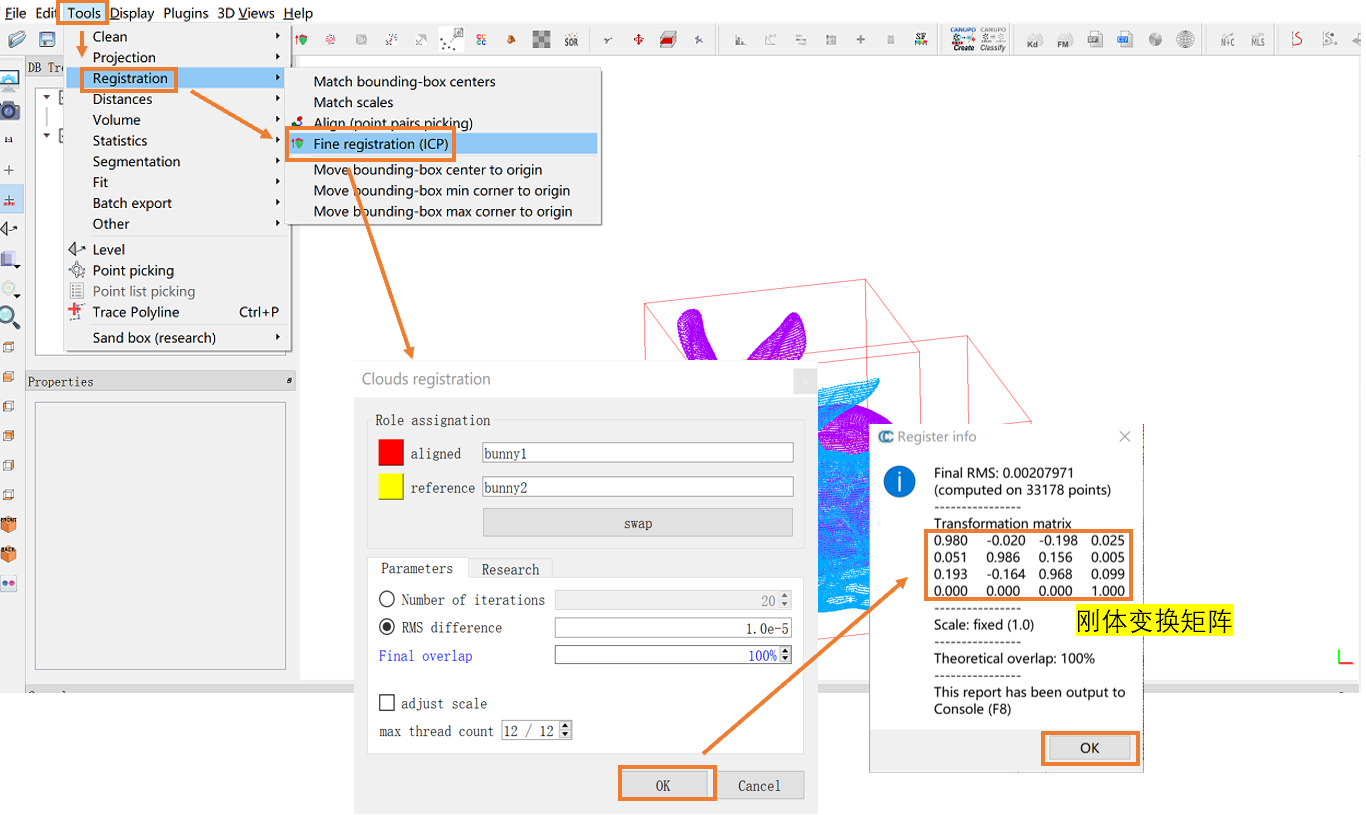 File Edit Tools Display Plugins 3D Views Help
SOR
SF
CANUPO Create
CANUPO Classify
Kd
FM
N+C
MLS
DB Tre
Clean
Projection
Registration
Distances
Volume
Statistics
Segmentation
Fit
Batch export
Other
Level
Point picking
Point list picking
Trace Polyline Ctrl+P
Sand box (research)
Match bounding-box centers
Match scales
Align (point pairs picking)
Fine registration (ICP)
Move bounding-box center to origin
Move bounding-box min corner to origin
Move bounding-box max corner to origin
1:1
FRONT
BACK
Properties
Clouds registration
Role assignation
aligned bunny1
reference bunny2
swap
Parameters Research
Number of iterations 20
RMS difference 1.0e-5
Final overlap 100%
adjust scale
max thread count 12 / 12
OK Cancel
Register info
Final RMS: 0.00207971
(computed on 33178 points)
----------------
Transformation matrix
0.980 -0.020 -0.198 0.025
0.051 0.986 0.156 0.005
0.193 -0.164 0.968 0.099
0.000 0.000 0.000 1.000
----------------
刚体变换矩阵
Scale: fixed (1.0)
----------------
Theoretical overlap: 100%
----------------
This report has been output to
Console (F8)
OK